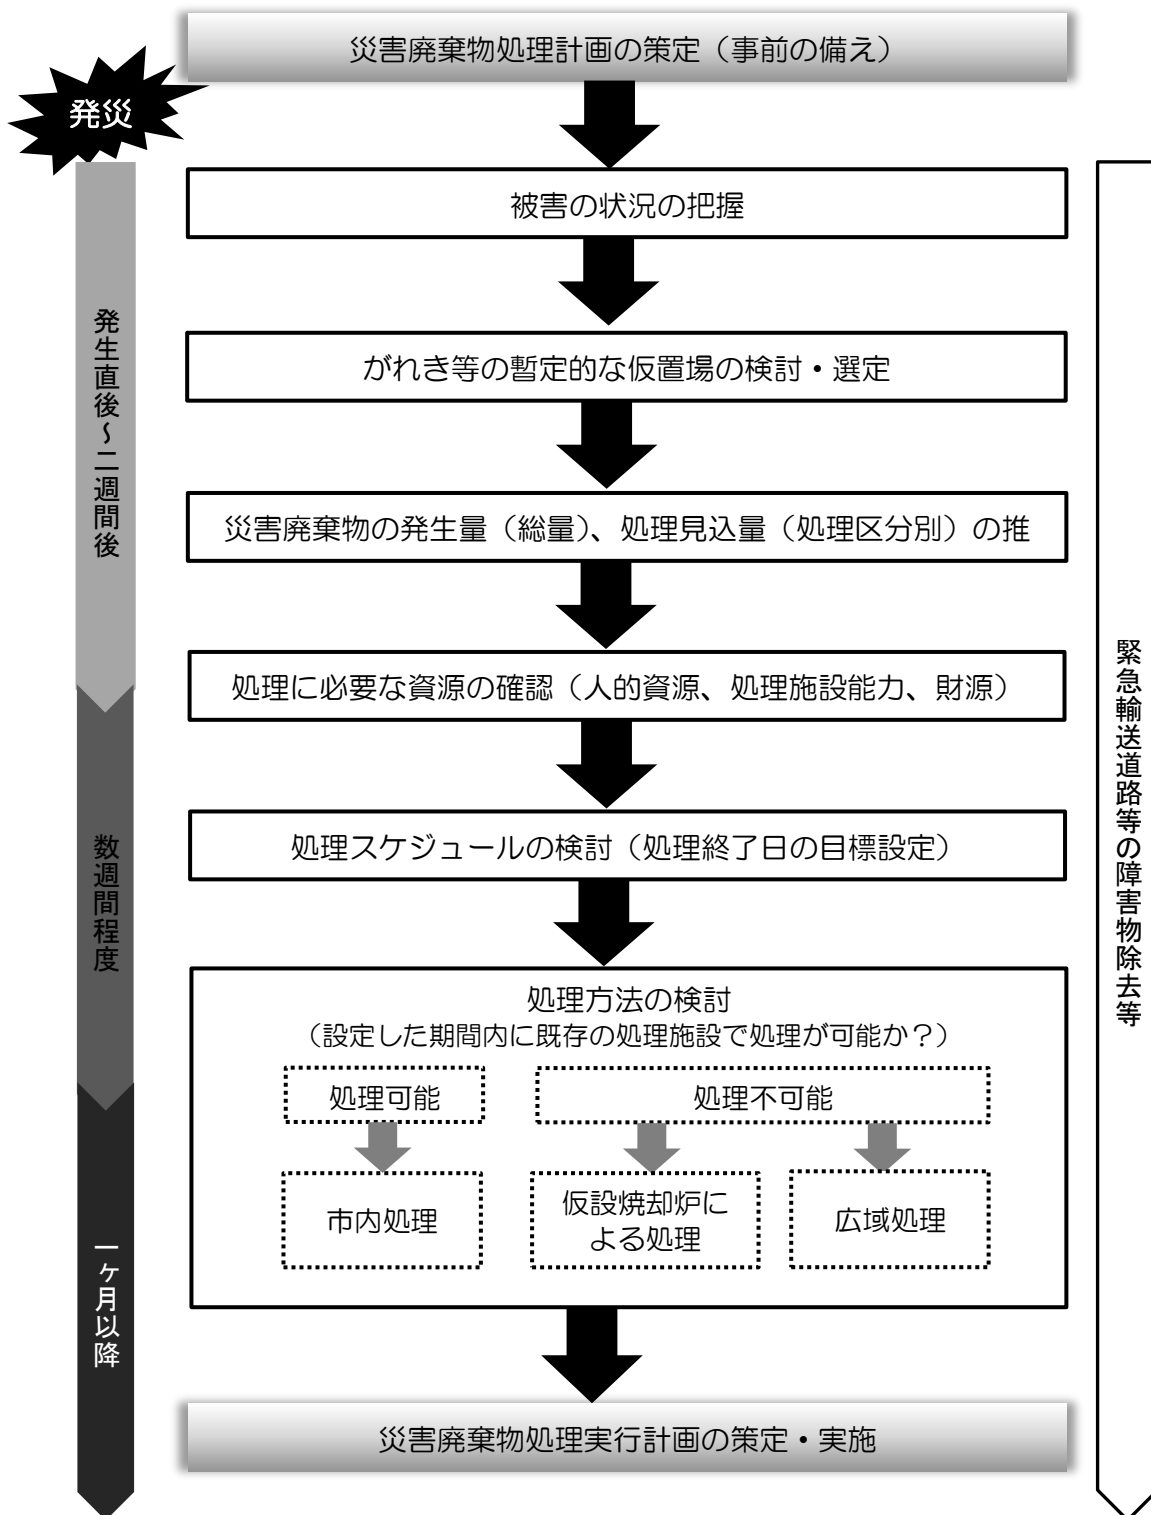 災害廃棄物処理計画の策定（事前の備え）
発災
被害の状況の把握
がれき等の暫定的な仮置場の検討・選定
災害廃棄物の発生量（総量）、処理見込量（処理区分別）の推
処理に必要な資源の確認（人的資源、処理施設能力、財源）
処理スケジュールの検討（処理終了日の目標設定）
処理方法の検討
（設定した期間内に既存の処理施設で処理が可能か？）
処理可能
処理不可能
市内処理
仮設焼却炉に
よる処理
広域処理
災害廃棄物処理実行計画の策定・実施
発生直後～二週間後
数週間程度
一ヶ月以降
緊急輸送道路等の障害物除去等